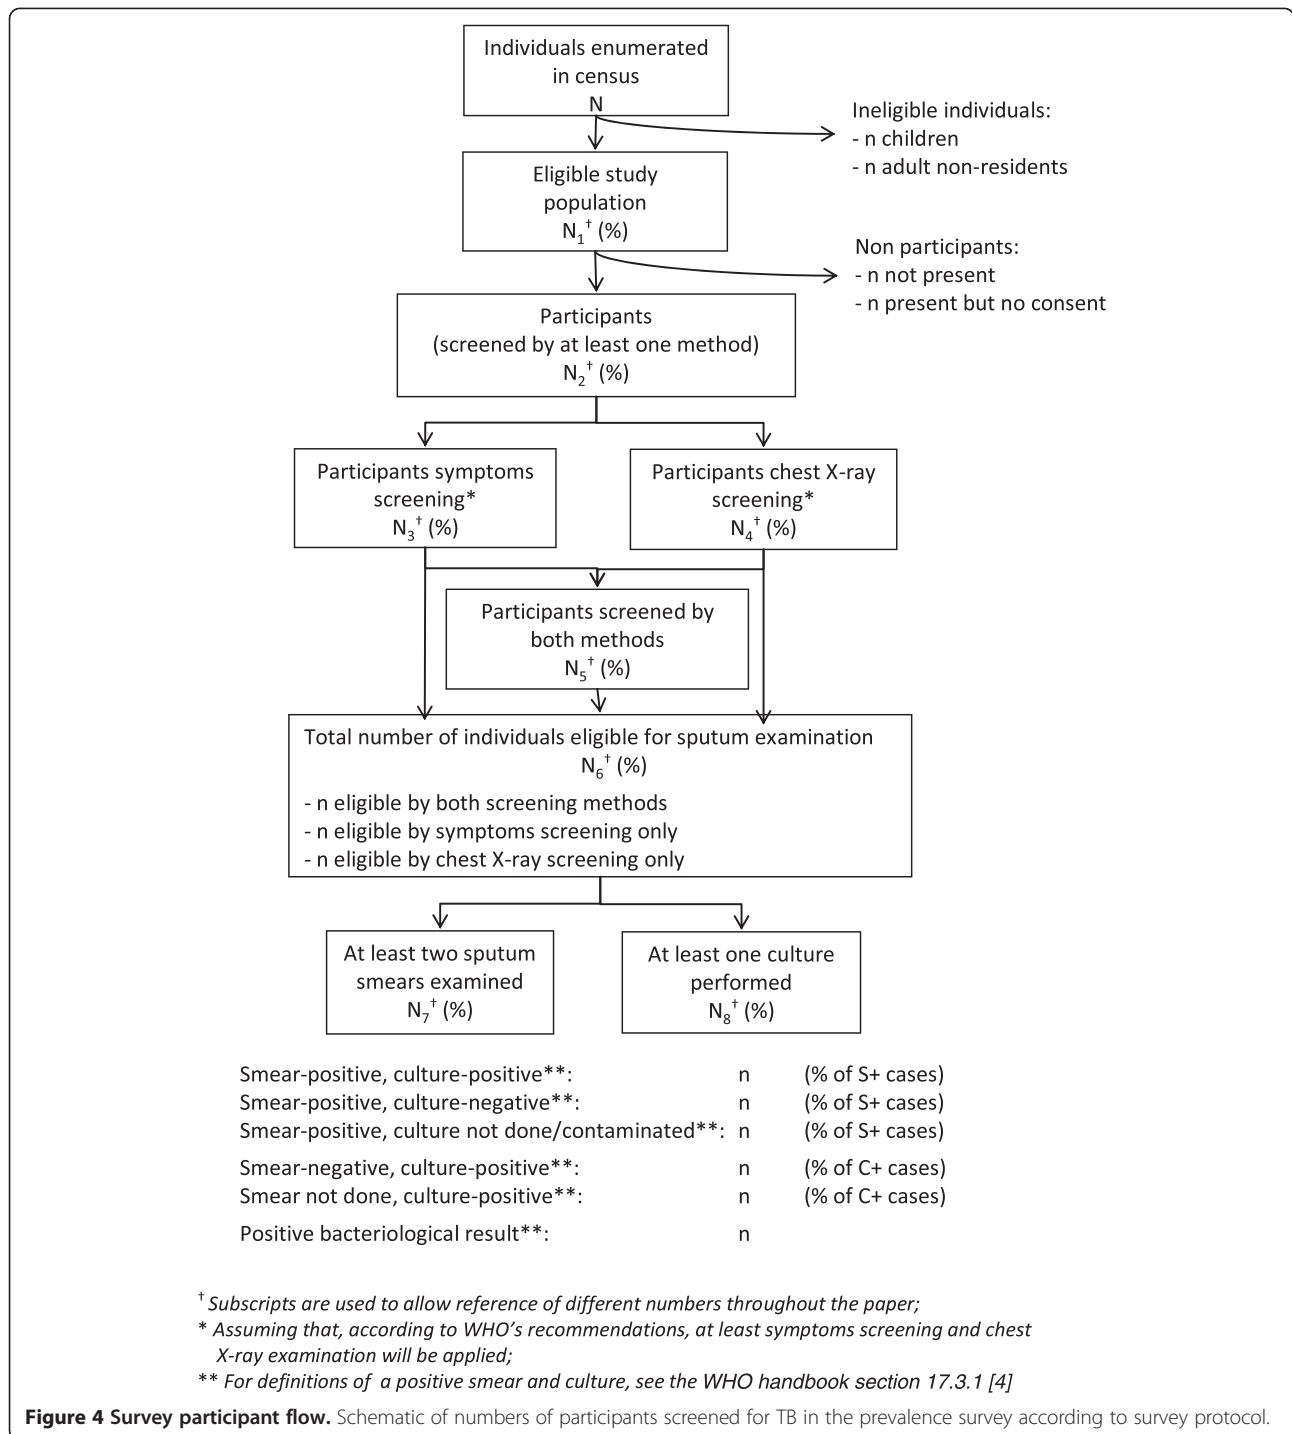 Individuals enumerated
in census
N
Ineligible individuals:
- n children
- n adult non-residents
Eligible study
population
N1† (%)
Non participants:
- n not present
- n present but no consent
Participants
(screened by at least one method)
N2† (%)
Participants symptoms
screening*
N3† (%)
Participants chest X-ray
screening*
N4† (%)
Participants screened by
both methods
N5† (%)
Total number of individuals eligible for sputum examination
N6† (%)
- n eligible by both screening methods
- n eligible by symptoms screening only
- n eligible by chest X-ray screening only
At least two sputum
smears examined
N7† (%)
At least one culture
performed
N8† (%)
Smear-positive, culture-positive**: n (% of S+ cases)
Smear-positive, culture-negative**: n (% of S+ cases)
Smear-positive, culture not done/contaminated**: n (% of S+ cases)
Smear-negative, culture-positive**: n (% of C+ cases)
Smear not done, culture-positive**: n (% of C+ cases)
Positive bacteriological result**: n
† Subscripts are used to allow reference of different numbers throughout the paper;
* Assuming that, according to WHO's recommendations, at least symptoms screening and chest
X-ray examination will be applied;
** For definitions of a positive smear and culture, see the WHO handbook section 17.3.1 [4]
Figure 4 Survey participant flow. Schematic of numbers of participants screened for TB in the prevalence survey according to survey protocol.